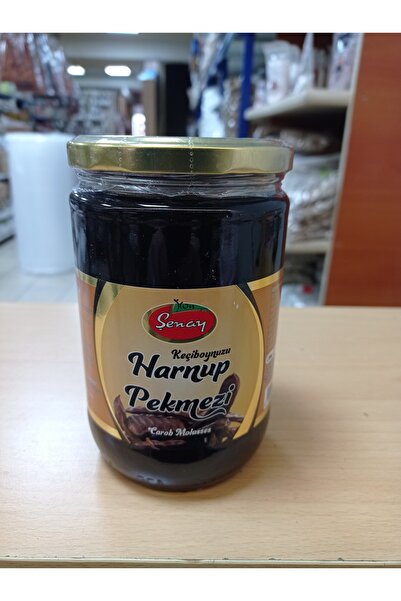 Şenay
Keçiboynuzu
Harnup
Pekmezi
Carob Molasses